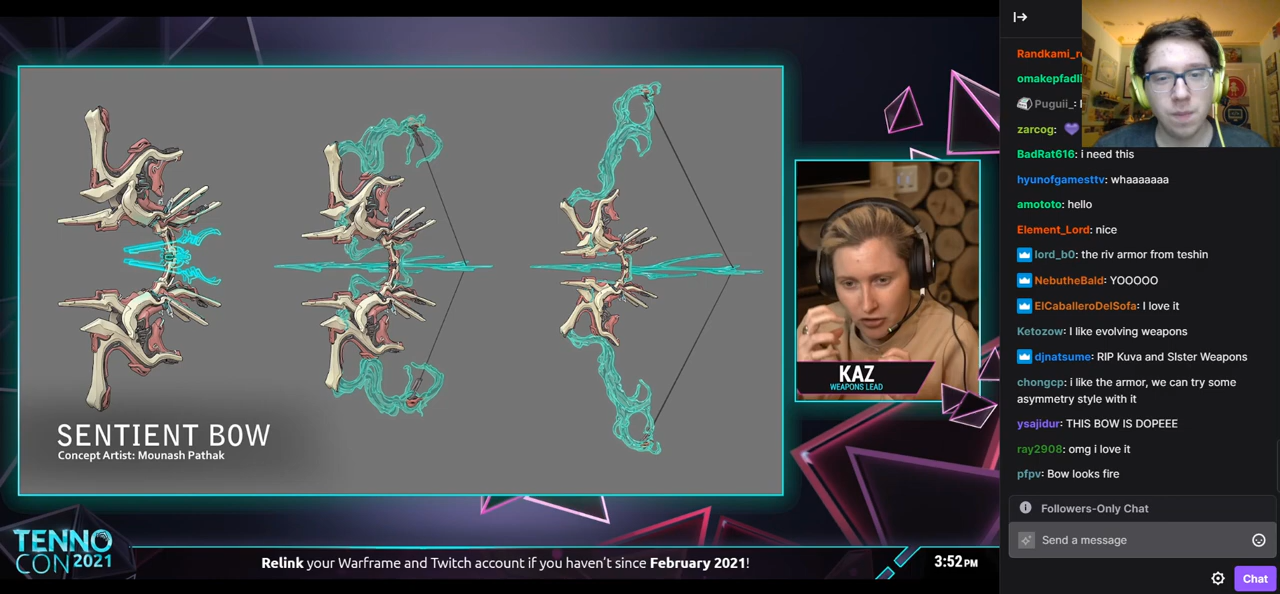 SENTIENT BOW
Concept Artist: Mounash Pathak
KAZ
WEAPONS LEAD
TENNO
CON 2021
Relink your Warframe and Twitch account if you haven't since February 2021!
3:52PM
omakepfadli
Puguii_:
zarcog:
BadRat616: i need this
hyunofgamesttv: whaaaaaaa
amototo: hello
Element_Lord: nice
lord_b0: the riv armor from teshin
NebutheBald: YOOOOO
ElCaballeroDelSofa: I love it
Ketozow: I like evolving weapons
djnatsume: RIP Kuva and SIster Weapons
chongcp: i like the armor, we can try some
asymmetry style with it
ysajidur: THIS BOW IS DOPEEE
ray2908: omg i love it
pfpv: Bow looks fire
Followers-Only Chat
Send a message
Chat